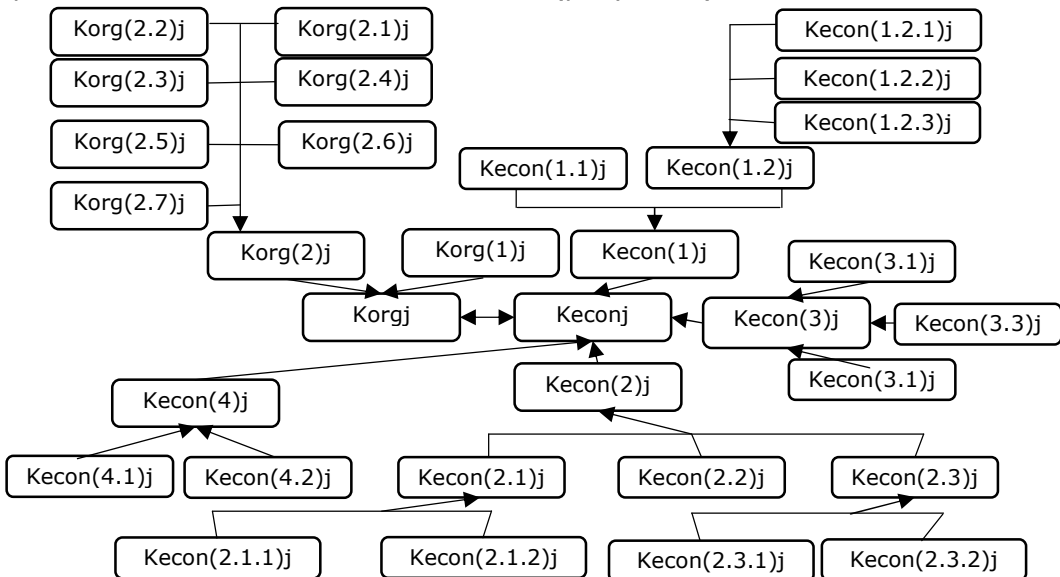 Korg(2.2)j
Korg(2.1)j
Kecon(1.2.1)j
Korg(2.3)j
Korg(2.4)j
Kecon(1.2.2)j
Korg(2.5)j
Korg(2.6)j
Kecon(1.2.3)j
Kecon(1.1)j
Kecon(1.2)j
Korg(2.7)j
Korg(2)j
Korg(1)j
Kecon(1)j
Kecon(3.1)j
Korgj
Keconj
Kecon(3)j
Kecon(3.3)j
Kecon(3.1)j
Kecon(2)j
Kecon(4)j
Kecon(4.1)j
Kecon(4.2)j
Kecon(2.1)j
Kecon(2.2)j
Kecon(2.3)j
Kecon(2.1.1)j
Kecon(2.1.2)j
Kecon(2.3.1)j
Kecon(2.3.2)j